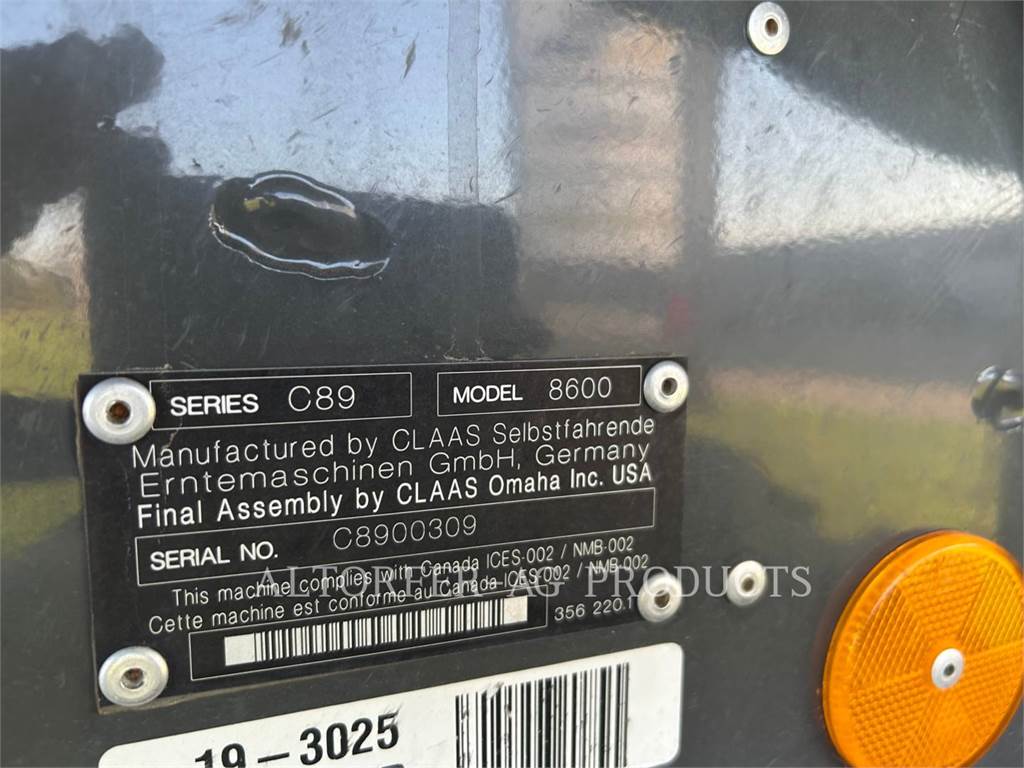 SERIES C89 MODEL 8600
Manufactured by CLAAS Selbstfahrende
Erntemaschinen GmbH, Germany
Final Assembly by CLAAS Omaha Inc. USA
SERIAL NO. C8900309
This machine complies with Canada ICES-002 / NMB-002
Cette machine est conforme au Canada ICES-002 / NMB-002
ALTORFER AG PRODUCTS
356 220.1
19-3025